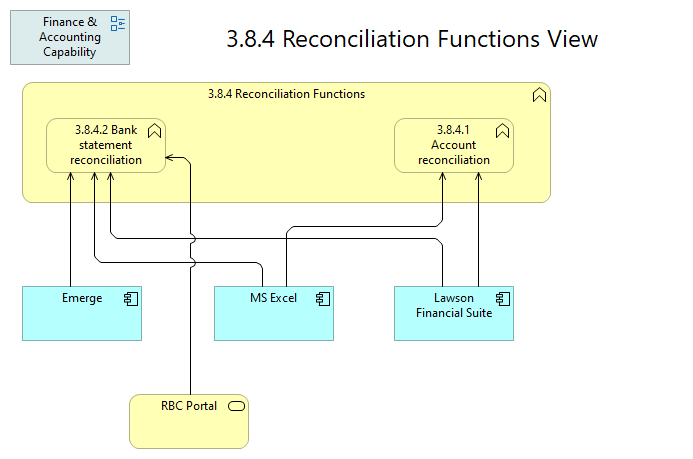 Finance &
Accounting
Capability
3.8.4 Reconciliation Functions View
3.8.4 Reconciliation Functions
3.8.4.2 Bank
statement
reconciliation
3.8.4.1
Account
reconciliation
Emerge
MS Excel
Lawson
Financial Suite
RBC Portal